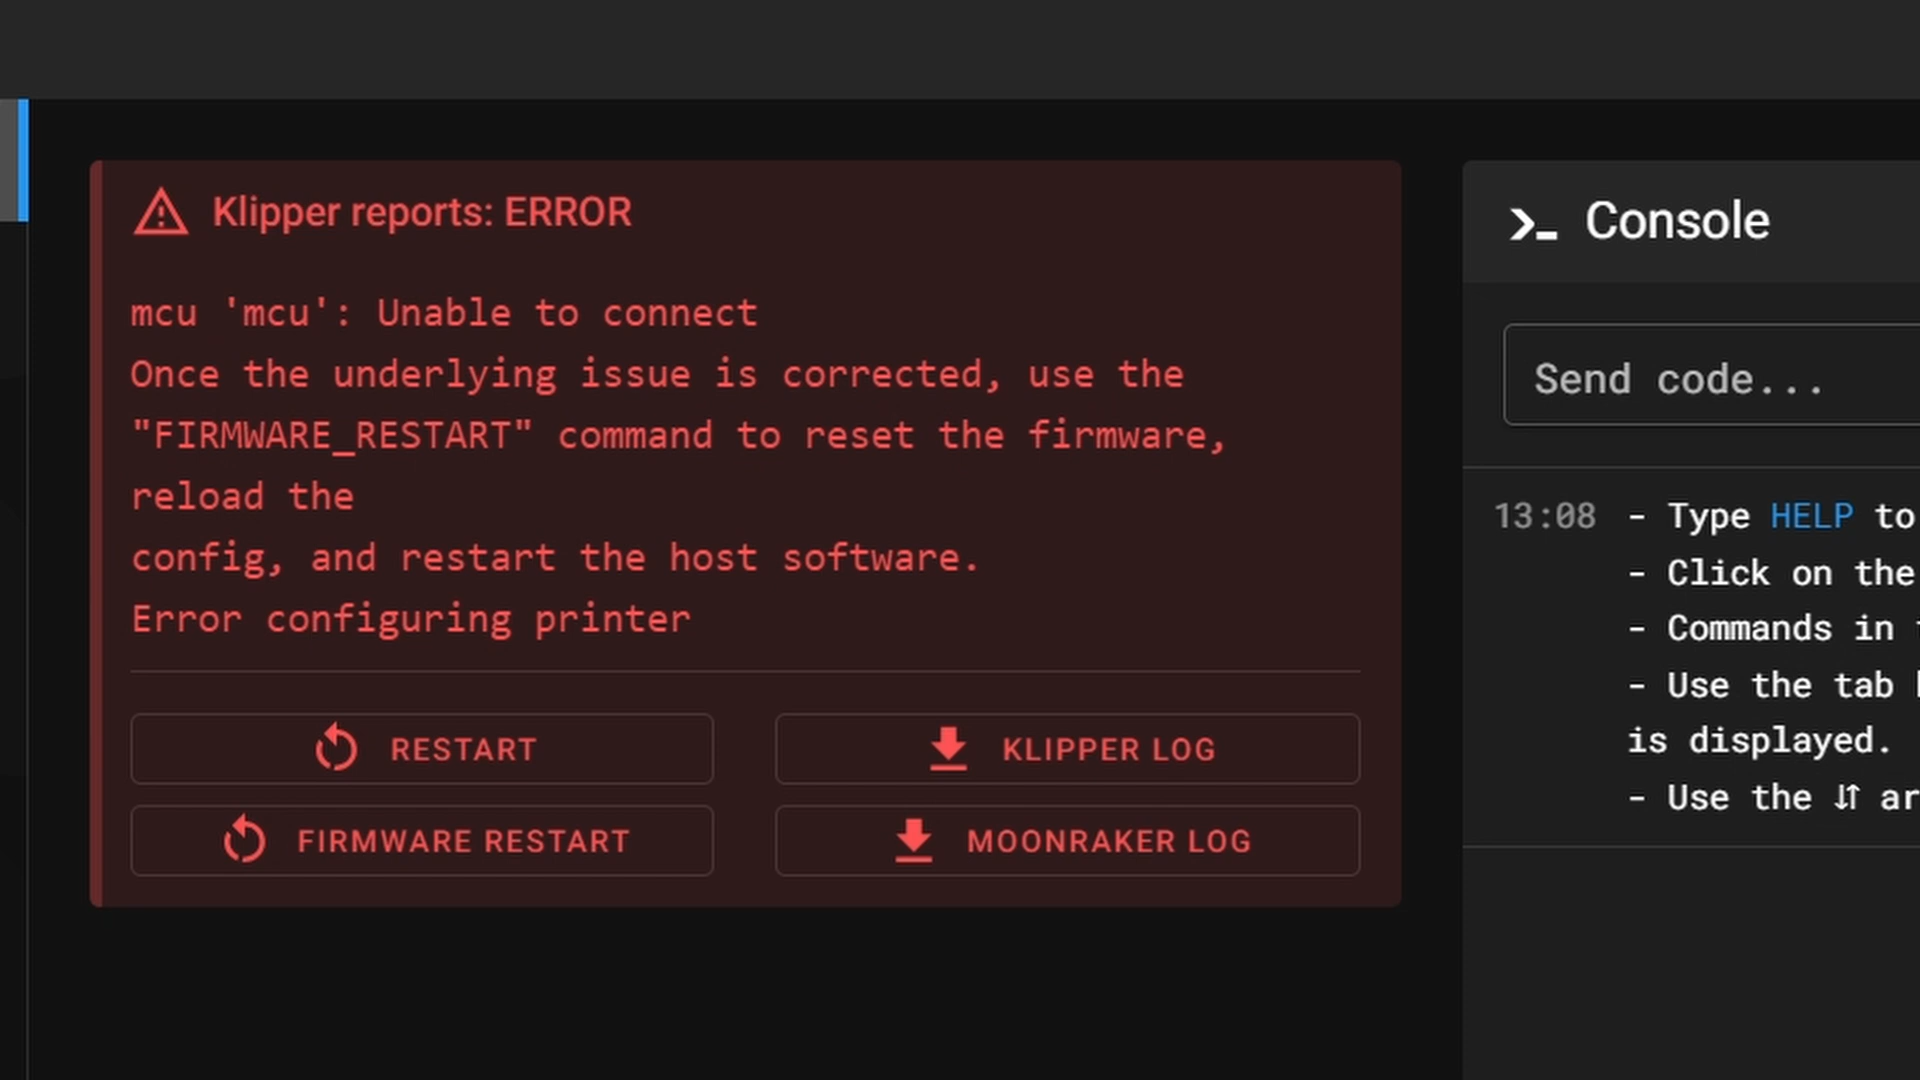 Klipper reports: ERROR
mcu 'mcu': Unable to connect
Once the underlying issue is corrected, use the
"FIRMWARE_RESTART" command to reset the firmware,
reload the
config, and restart the host software.
Error configuring printer
RESTART
KLIPPER LOG
FIRMWARE RESTART
MOONRAKER LOG
Console
Send code...
13:08 - Type HELP to
- Click on the
- Commands in
- Use the tab
is displayed.
- Use the ⇵ ar